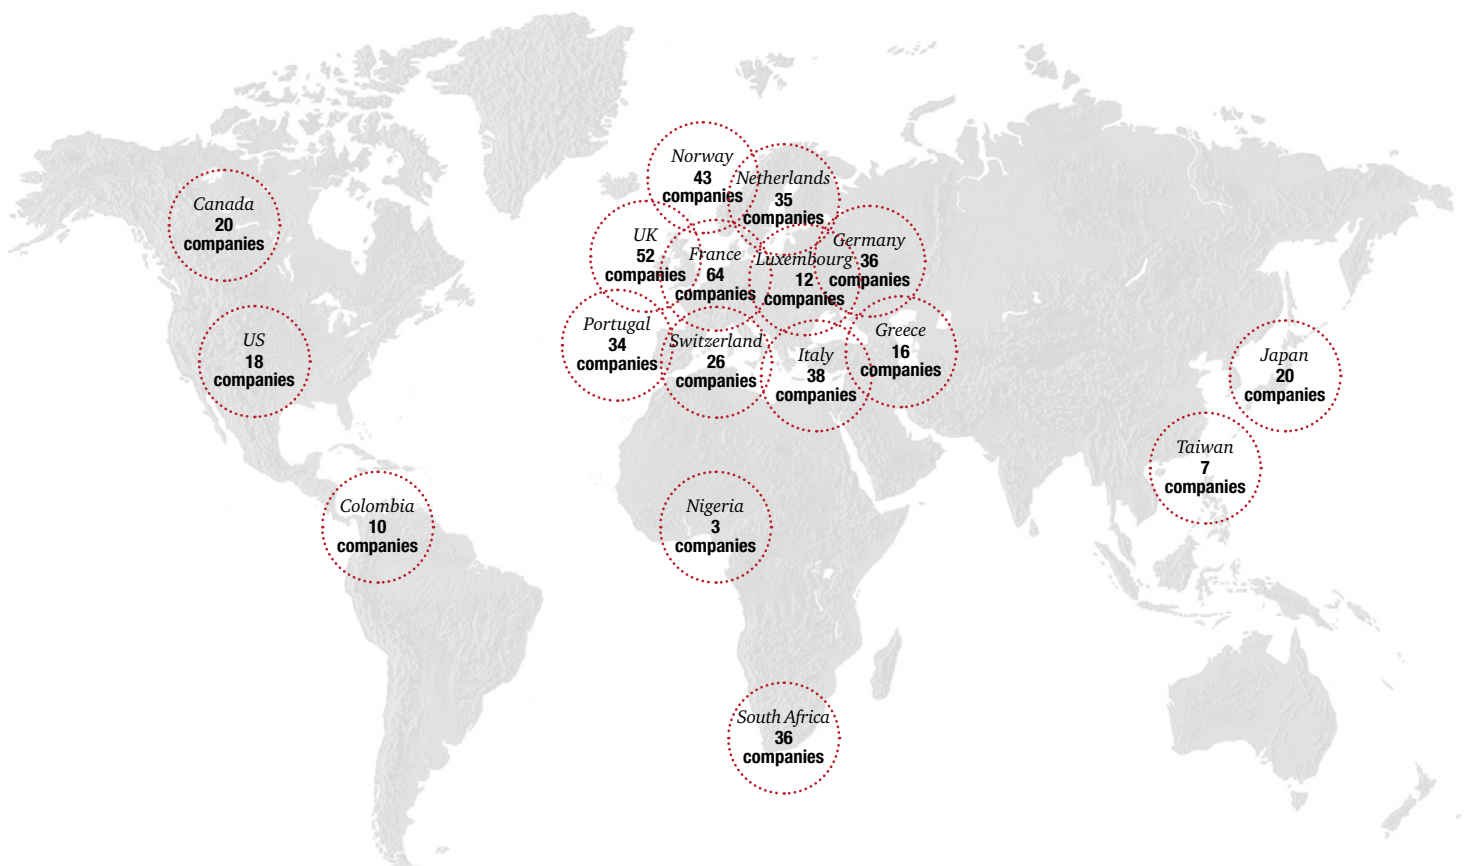 Norway
43
companies
Netherlands
35
companies
Canada
20
companies
UK
52
companies
France
64
companies
Luxembourg
12
companies
Germany
36
companies
Portugal
34
companies
Switzerland
26
companies
Italy
38
companies
Greece
16
companies
US
18
companies
Japan
20
companies
Taiwan
7
companies
Colombia
10
companies
Nigeria
3
companies
South Africa
36
companies